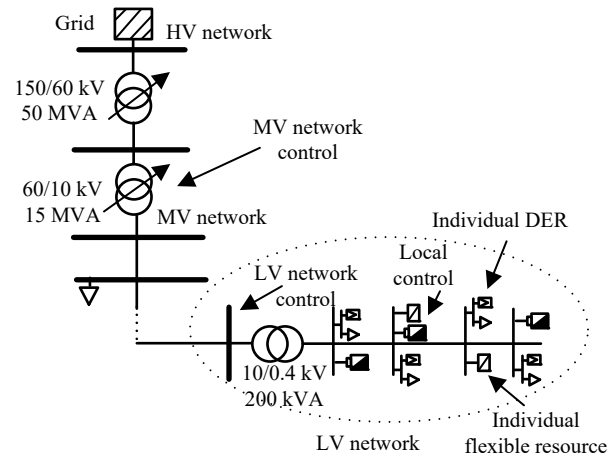 Grid
HV network
150/60 kV
50 MVA
MV network
control
60/10 kV
15 MVA
MV network
Individual DER
Local
control
LV network
control
10/0.4 kV
200 kVA
Individual
flexible resource
LV network